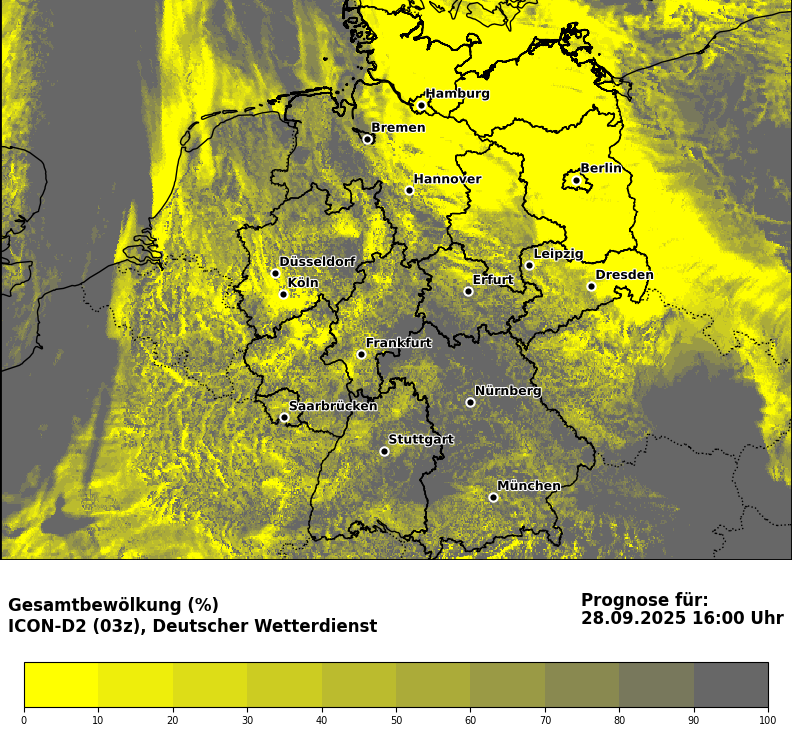 Hamburg
Bremen
Berlin
Hannover
Leipzig
Düsseldorf
Dresden
Erfurt
Köln
Frankfurt
Nürnberg
Saarbrücken
Stuttgart
München
Gesamtbewölkung (%)
ICON-D2 (03z), Deutscher Wetterdienst
Prognose für:
28.09.2025 16:00 Uhr
0 10 20 30 40 50 60 70 80 90 100